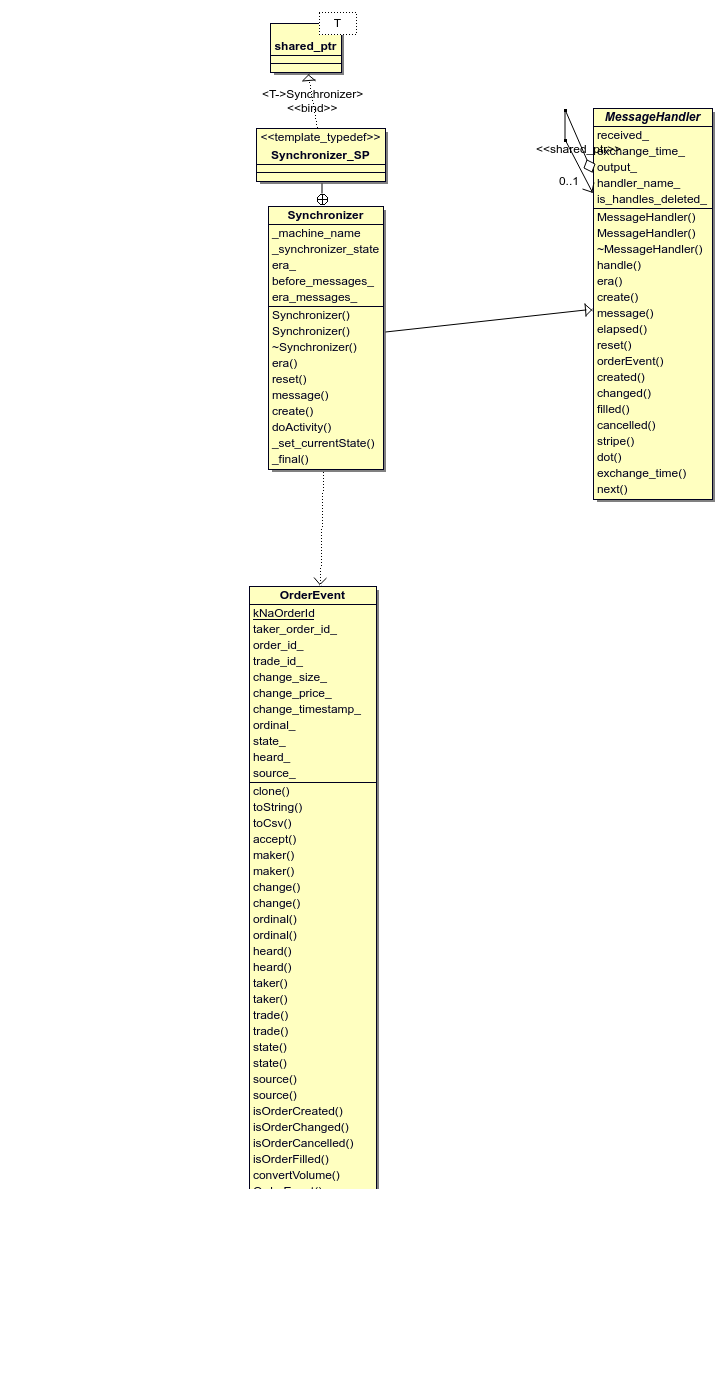 T
shared_ptr
<T->Synchronizer>
<<bind>>
<<template_typedef>>
Synchronizer_SP
Synchronizer
_machine_name
_synchronizer_state
era_
before_messages_
era_messages_
Synchronizer()
Synchronizer()
~Synchronizer()
era()
reset()
message()
create()
doActivity()
_set_currentState()
_final()
<<shared_ptr>>
0..1
MessageHandler
received_
exchange_time_
output_
handler_name_
is_handles_deleted_
MessageHandler()
MessageHandler()
~MessageHandler()
handle()
era()
create()
message()
elapsed()
reset()
orderEvent()
created()
changed()
filled()
cancelled()
stripe()
dot()
exchange_time()
next()
OrderEvent
kNaOrderId
taker_order_id_
order_id_
trade_id_
change_size_
change_price_
change_timestamp_
ordinal_
state_
heard_
source_
clone()
toString()
toCsv()
accept()
maker()
maker()
change()
change()
ordinal()
ordinal()
heard()
heard()
taker()
taker()
trade()
trade()
state()
state()
source()
source()
isOrderCreated()
isOrderChanged()
isOrderCancelled()
isOrderFilled()
convertVolume()